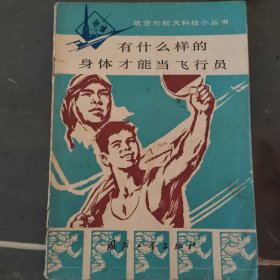 航空与航天科技小丛书
有什么样的
身体才能当飞行员
国防工业出版社